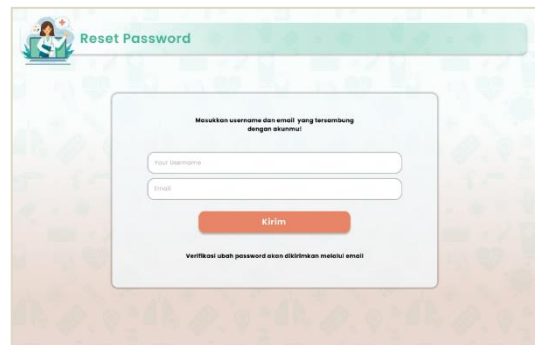 Reset Password
Masukkan username dan email yang tersambung
dengan akunmu!
Your Username
Email
Kirim
Verifikasi ubah password akan dikirimkan melalui email